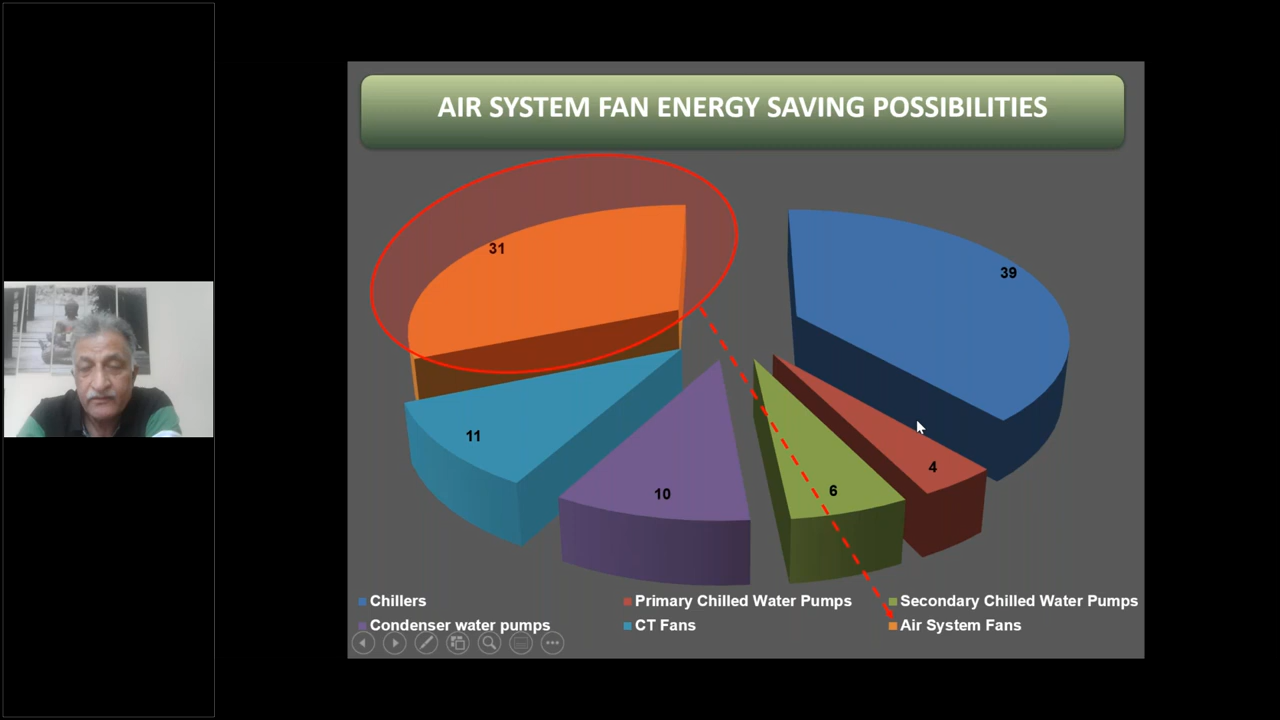 AIR SYSTEM FAN ENERGY SAVING POSSIBILITIES
31
39
11
4
6
10
Chillers
Primary Chilled Water Pumps
Secondary Chilled Water Pumps
Condenser water pumps
CT Fans
Air System Fans